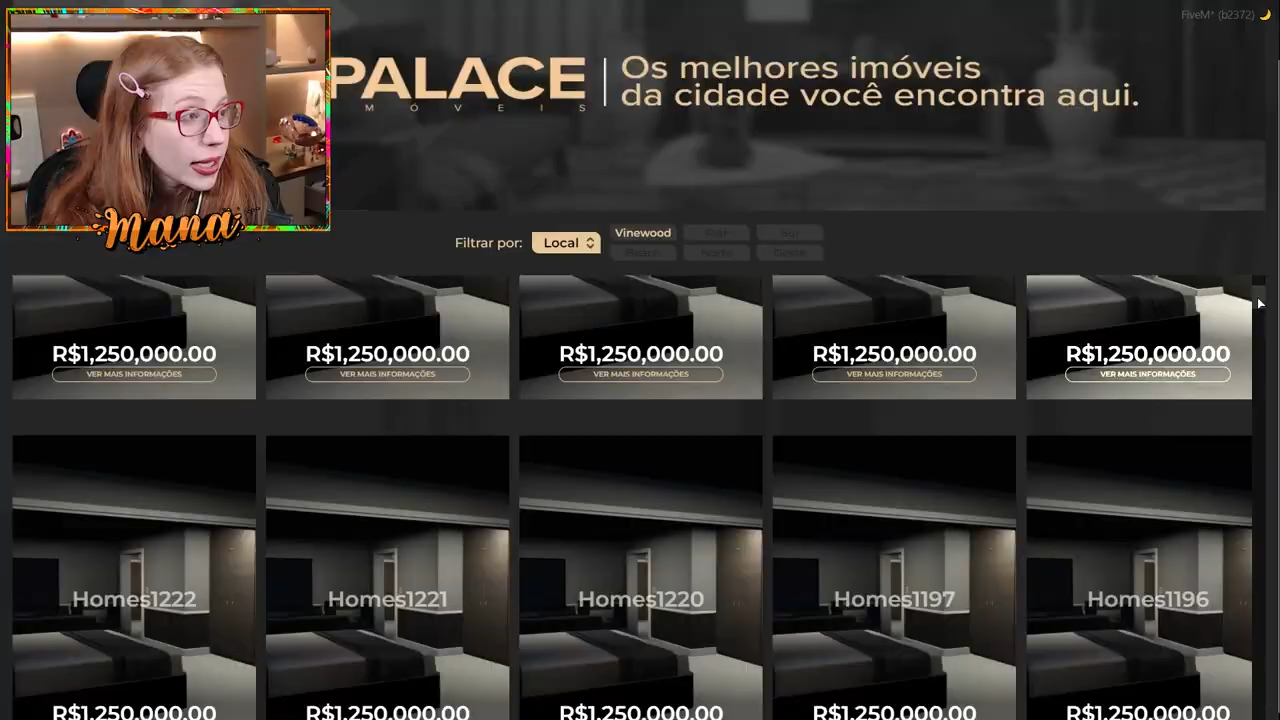 FiveM* (b2372)
PALACE
MÓVEIS
Os melhores imóveis
da cidade você encontra aqui.
Mana
Filtrar por:
Local
Vinewood
Sul
Norte
R$1,250,000.00
R$1,250,000.00
R$1,250,000.00
R$1,250,000.00
R$1,250,000.00
VER MAIS INFORMAÇÕES
VER MAIS INFORMAÇÕES
VER MAIS INFORMAÇÕES
VER MAIS INFORMAÇÕES
VER MAIS INFORMAÇÕES
Homes1222
Homes1221
Homes1220
Homes1197
Homes1196
R$1,250,000.00
R$1,250,000.00
R$1,250,000.00
R$1,250,000.00
R$1,250,000.00